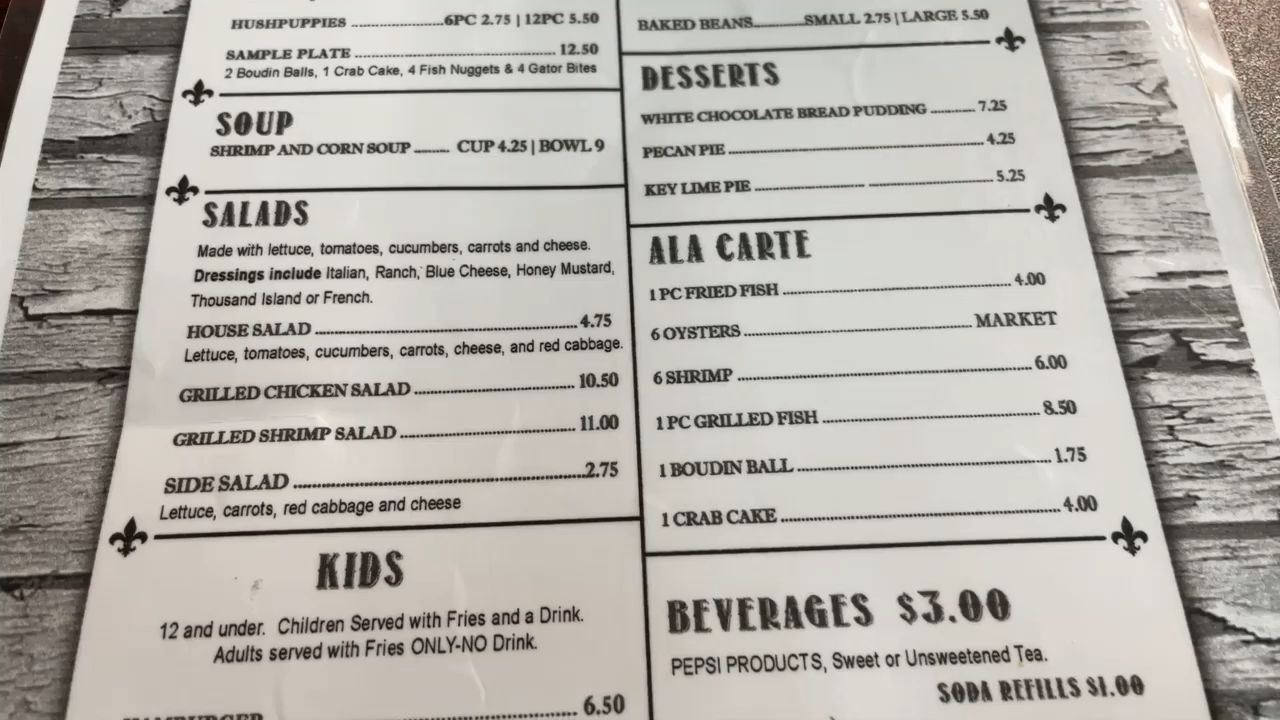 HUSHPUPPIES ........................6PC 2.75 | 12PC 5.50
SAMPLE PLATE ........................ 12.50
2 Boudin Balls, 1 Crab Cake, 4 Fish Nuggets & 4 Gator Bites
SOUP
SHRIMP AND CORN SOUP ......... CUP 4.25 | BOWL 9
SALADS
Made with lettuce, tomatoes, cucumbers, carrots and cheese.
Dressings include Italian, Ranch, Blue Cheese, Honey Mustard,
Thousand Island or French.
HOUSE SALAD ........................ 4.75
Lettuce, tomatoes, cucumbers, carrots, cheese, and red cabbage.
GRILLED CHICKEN SALAD ........................ 10.50
GRILLED SHRIMP SALAD ........................ 11.00
SIDE SALAD ........................2.75
Lettuce, carrots, red cabbage and cheese
KIDS
12 and under. Children Served with Fries and a Drink.
Adults served with Fries ONLY-NO Drink.
HAMBURGER ........................ 6.50
BAKED BEANS...............SMALL 2.75 | LARGE 5.50
DESSERTS
WHITE CHOCOLATE BREAD PUDDING ............ 7.25
PECAN PIE ........................ 4.25
KEY LIME PIE ........................ 5.25
ALA CARTE
1 PC FRIED FISH ........................ 4.00
6 OYSTERS ........................ MARKET
6 SHRIMP ........................ 6.00
1 PC GRILLED FISH ........................ 8.50
1 BOUDIN BALL ........................ 1.75
1 CRAB CAKE ........................ 4.00
BEVERAGES $3.00
PEPSI PRODUCTS, Sweet or Unsweetened Tea.
SODA REFILLS $1.00